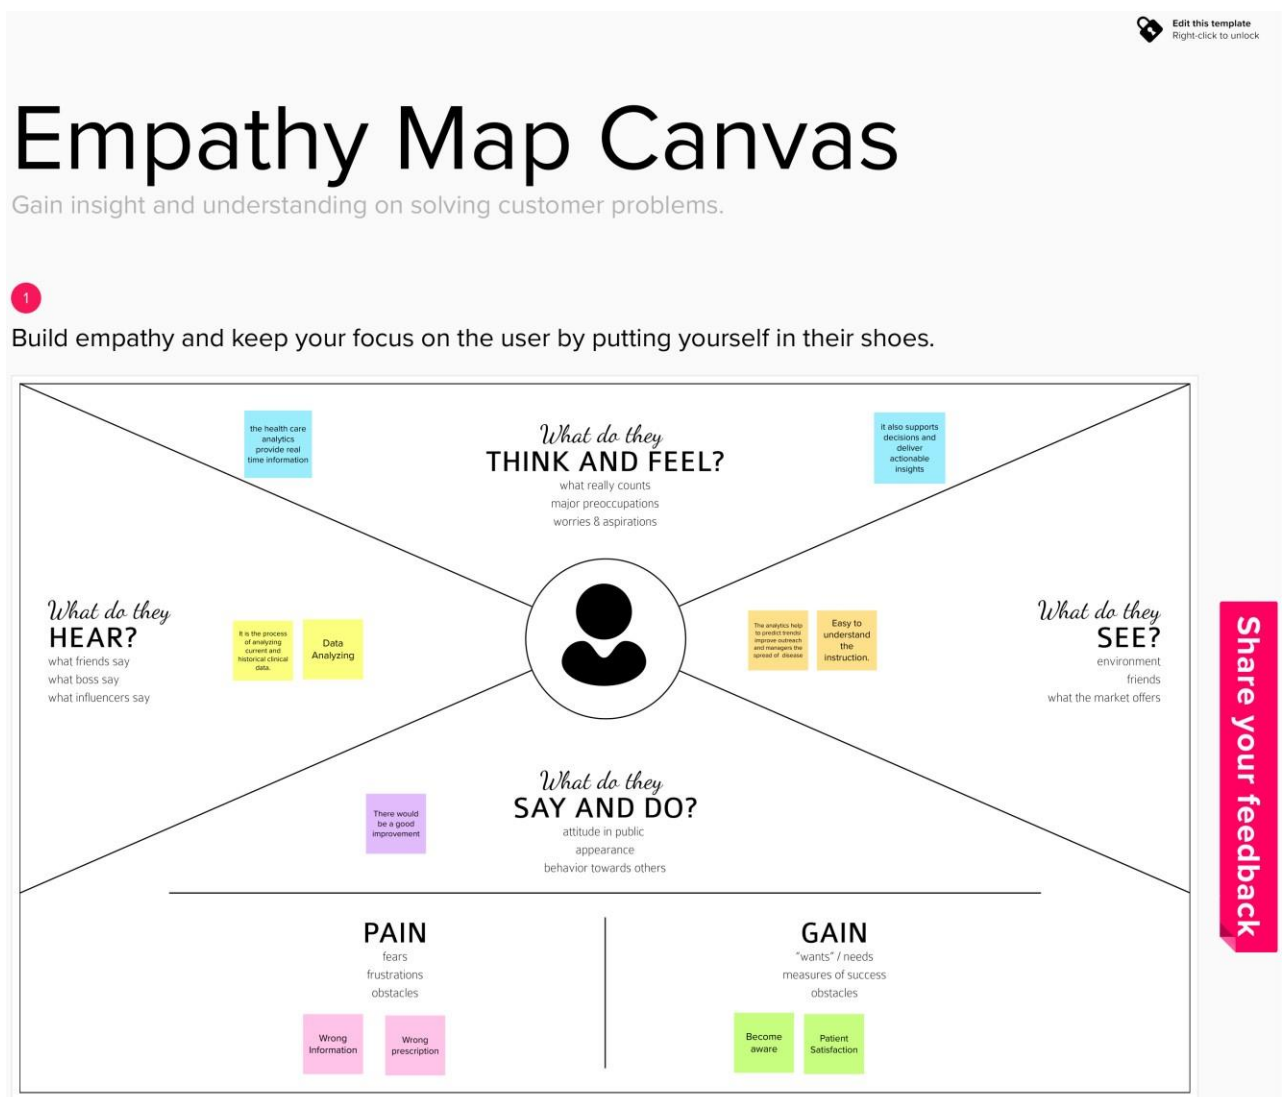 Edit this template
Right-click to unlock
Empathy Map Canvas
Gain insight and understanding on solving customer problems.
1
Build empathy and keep your focus on the user by putting yourself in their shoes.
the health care
analytics
provide real
time information
What do they
THINK AND FEEL?
what really counts
major preoccupations
worries & aspirations
it also supports
decisions and
deliver
actionable
insights
What do they
HEAR?
what friends say
what boss say
what influencers say
It is the process
of analyzing
current and
historical clinical
data.
Data
Analyzing
The analytics help
to predict trends
improve outreach
and managers the
spread of disease
Easy to
understand
the
instruction.
What do they
SEE?
environment
friends
what the market offers
Share your feedback
There would
be a good
improvement
What do they
SAY AND DO?
attitude in public
appearance
behavior towards others
PAIN
fears
frustrations
obstacles
Wrong
Information
Wrong
prescription
GAIN
"wants" / needs
measures of success
obstacles
Become
aware
Patient
Satisfaction